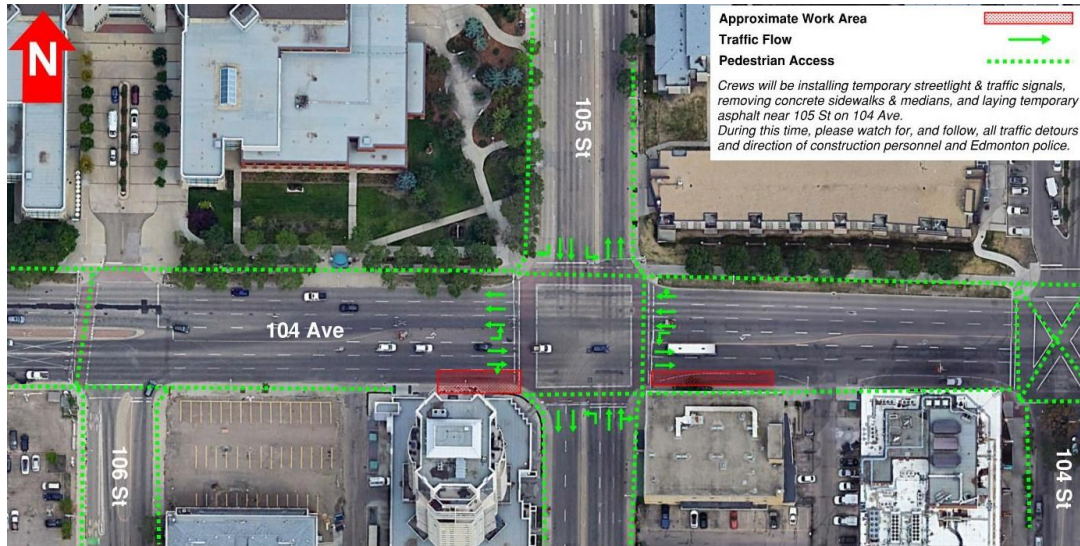 N
Approximate Work Area
Traffic Flow
Pedestrian Access
Crews will be installing temporary streetlight & traffic signals,
removing concrete sidewalks & medians, and laying temporary
asphalt near 105 St on 104 Ave.
During this time, please watch for, and follow, all traffic detours
and direction of construction personnel and Edmonton police.
105 St
104 Ave
106 St
104 St